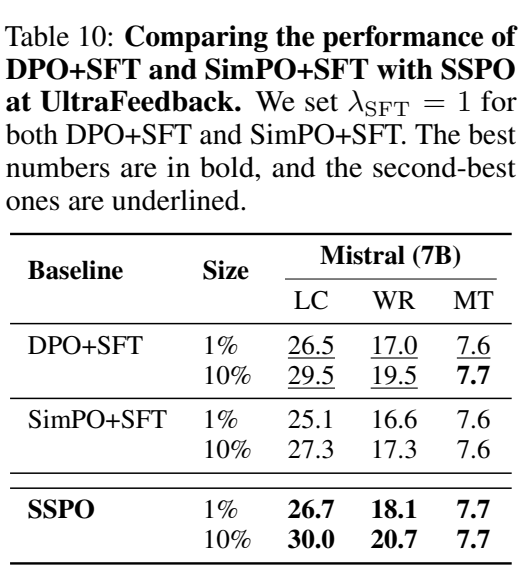 Table 10: Comparing the performance of
DPO+SFT and SimPO+SFT with SSPO
at UltraFeedback. We set λSFT = 1 for
both DPO+SFT and SimPO+SFT. The best
numbers are in bold, and the second-best
ones are underlined.
Baseline Size Mistral (7B)
LC WR MT
DPO+SFT 1% 26.5 17.0 7.6
10% 29.5 19.5 7.7
SimPO+SFT 1% 25.1 16.6 7.6
10% 27.3 17.3 7.6
SSPO 1% 26.7 18.1 7.7
10% 30.0 20.7 7.7